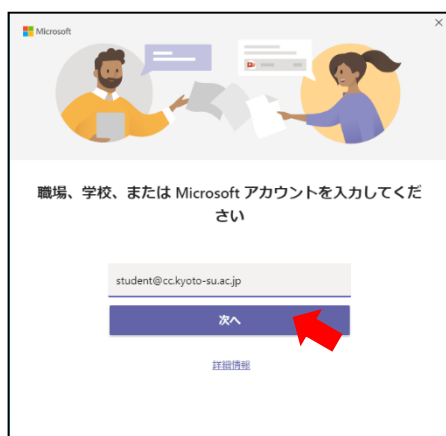 Microsoft
職場、学校、または Microsoft アカウントを入力してくだ
さい
student@cc.kyoto-su.ac.jp
次へ
詳細情報